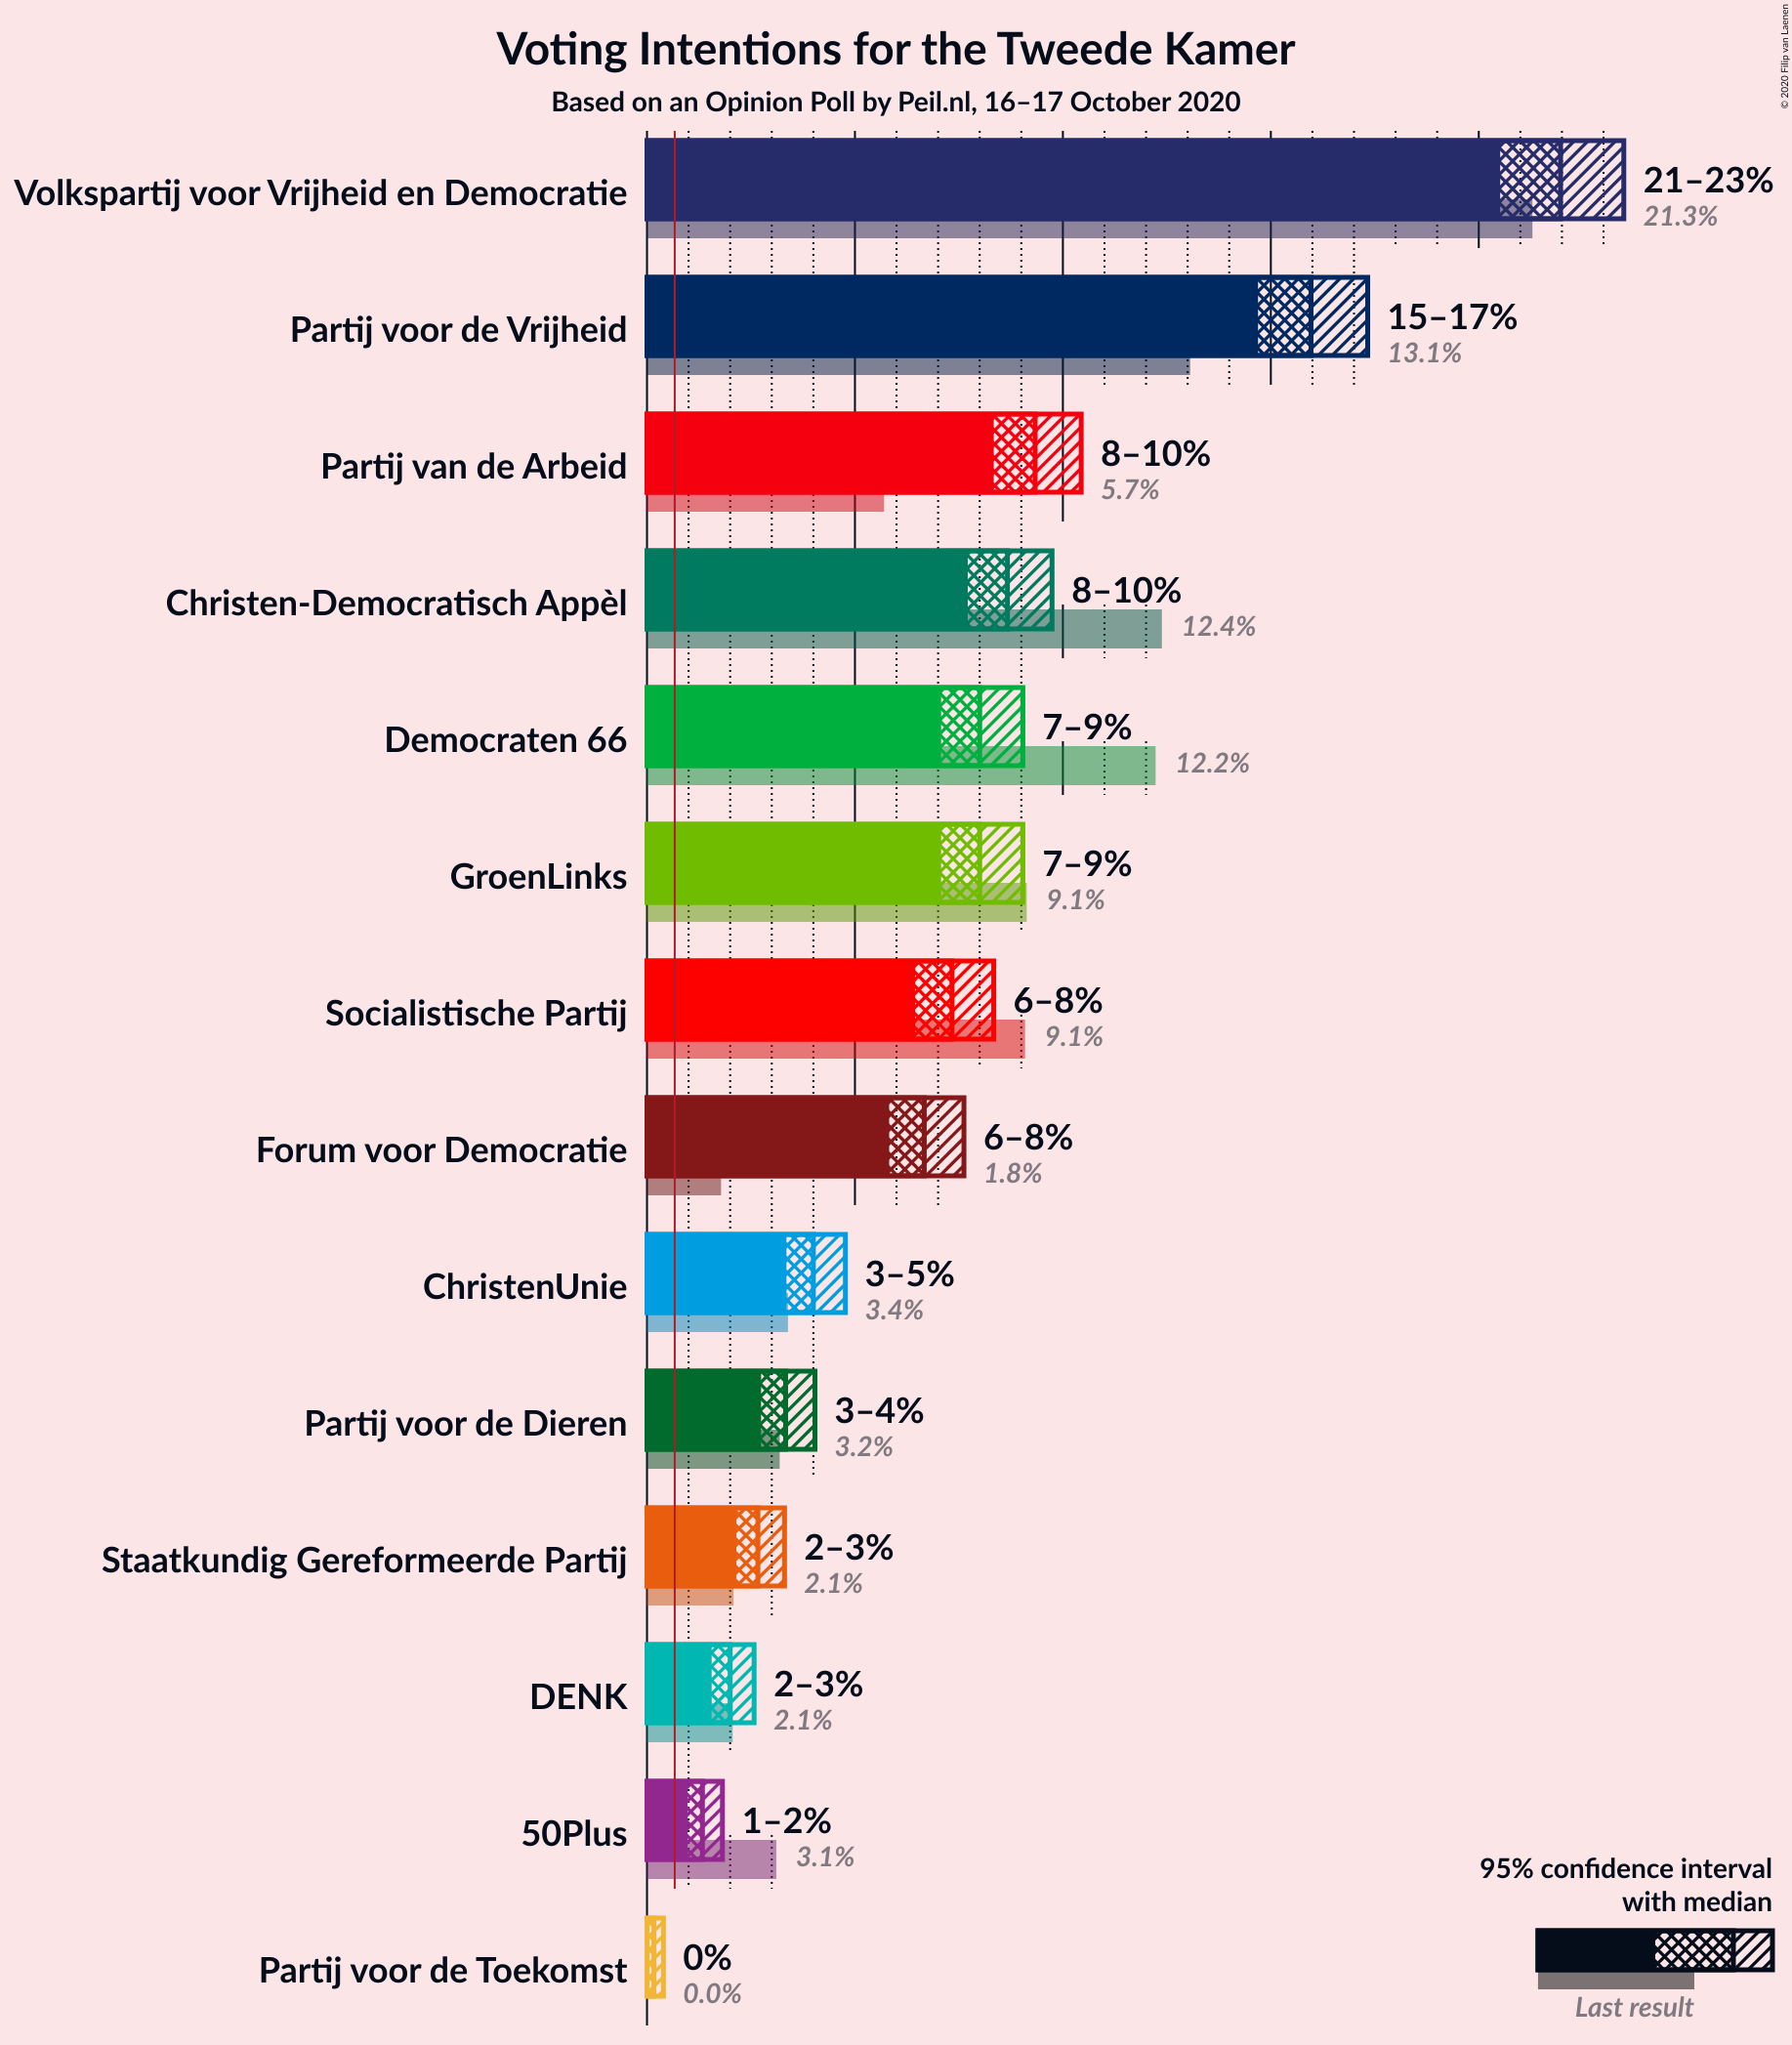 © 2020 Filip van Laenen
Voting Intentions for the Tweede Kamer
Based on an Opinion Poll by Peil.nl, 16–17 October 2020
Volkspartij voor Vrijheid en Democratie
21–23%
21.3%
Partij voor de Vrijheid
15–17%
13.1%
Partij van de Arbeid
8–10%
5.7%
Christen-Democratisch Appèl
8–10%
12.4%
Democraten 66
7–9%
12.2%
GroenLinks
7–9%
9.1%
Socialistische Partij
6–8%
9.1%
Forum voor Democratie
6–8%
1.8%
ChristenUnie
3–5%
3.4%
Partij voor de Dieren
3–4%
3.2%
Staatkundig Gereformeerde Partij
2–3%
2.1%
DENK
2–3%
2.1%
50Plus
1–2%
3.1%
Partij voor de Toekomst
0%
0.0%
95% confidence interval
with median
Last result